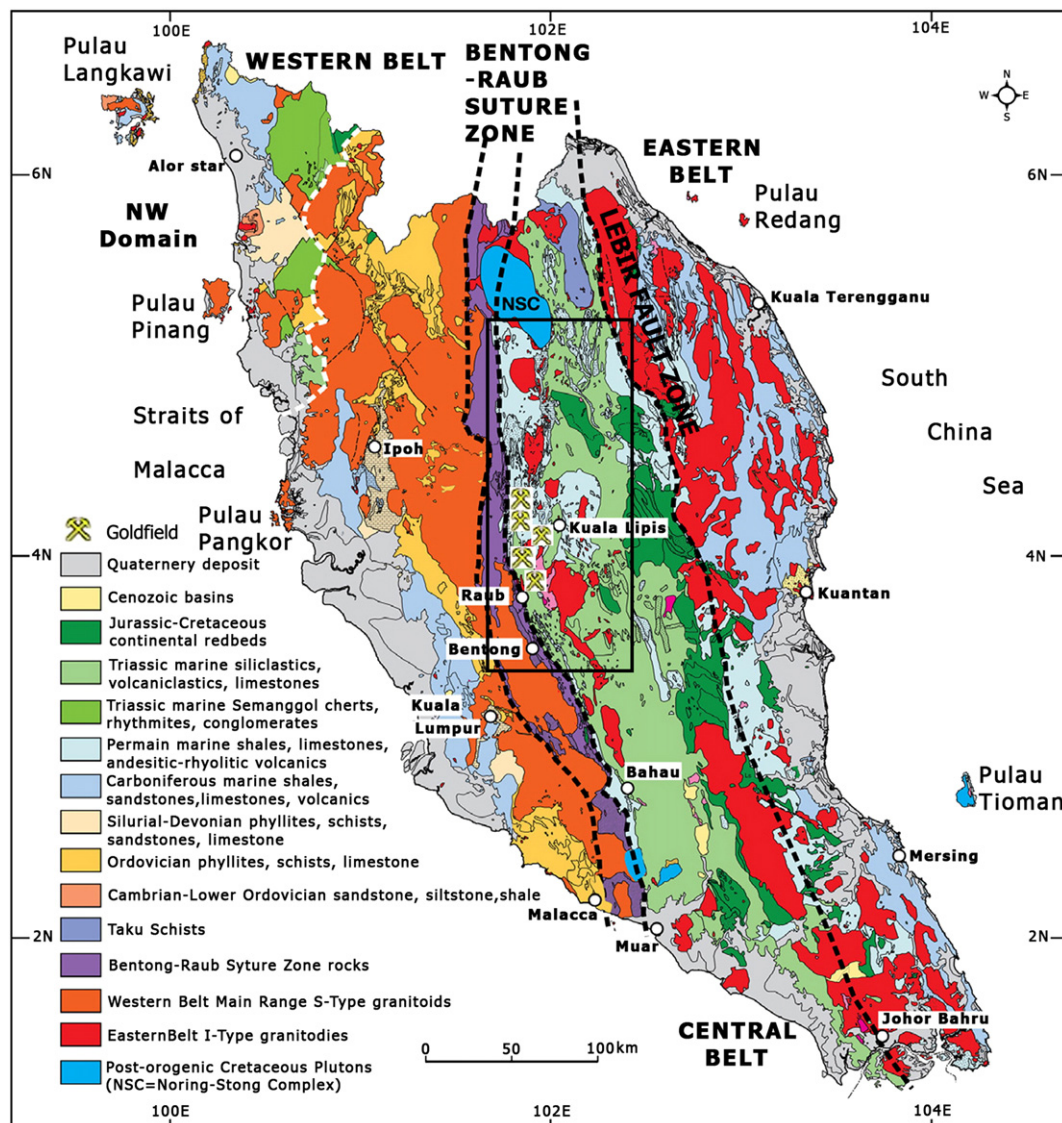 100E
102E
104E
Pulau
Langkawi
WESTERN BELT
BENTONG
-RAUB
SUTURE
ZONE
N
W
E
S
Alor star
6N
6N
EASTERN
BELT
Pulau
Redang
NW
Domain
LEBIR FAULT ZONE
NSC
Kuala Terengganu
Pulau
Pinang
South
China
Sea
Straits of
Malacca
Ipoh
Pulau
Pangkor
Kuala Lipis
4N
4N
Raub
Kuantan
Bentong
Kuala
Lumpur
Bahau
Pulau
Tioman
Mersing
Malacca
Muar
2N
2N
Johor Bahru
CENTRAL
BELT
Goldfield
Quaternery deposit
Cenozoic basins
Jurassic-Cretaceous
continental redbeds
Triassic marine siliclastics,
volcaniclastics, limestones
Triassic marine Semanggol cherts,
rhythmites, conglomerates
Permain marine shales, limestones,
andesitic-rhyolitic volcanics
Carboniferous marine shales,
sandstones,limestones, volcanics
Silurial-Devonian phyllites, schists,
sandstones, limestone
Ordovician phyllites, schists, limestone
Cambrian-Lower Ordovician sandstone, siltstone,shale
Taku Schists
Bentong-Raub Syture Zone rocks
Western Belt Main Range S-Type granitoids
EasternBelt I-Type granitodies
Post-orogenic Cretaceous Plutons
(NSC=Noring-Stong Complex)
0 50 100km
100E
102E
104E